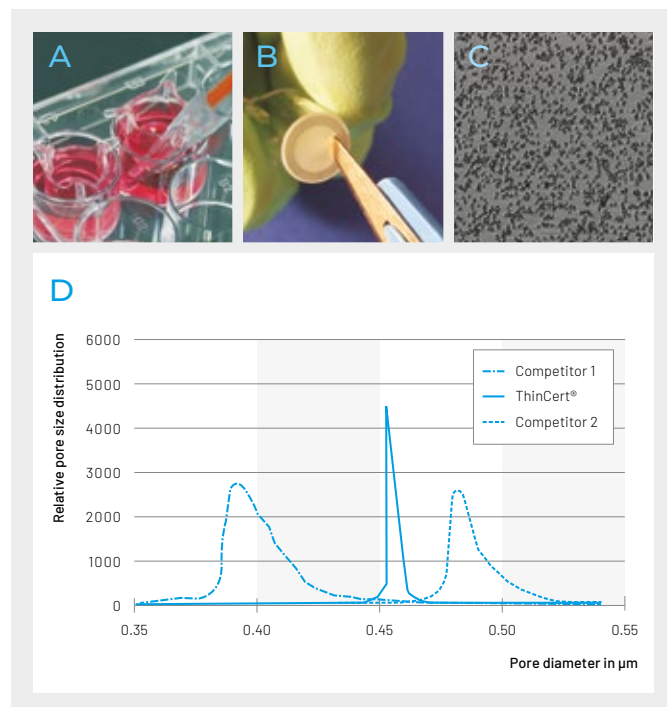 A
B
C
D
Relative pore size distribution
6000
5000
4000
3000
2000
1000
0
Competitor 1
ThinCert®
Competitor 2
0.35
0.40
0.45
0.50
0.55
Pore diameter in µm